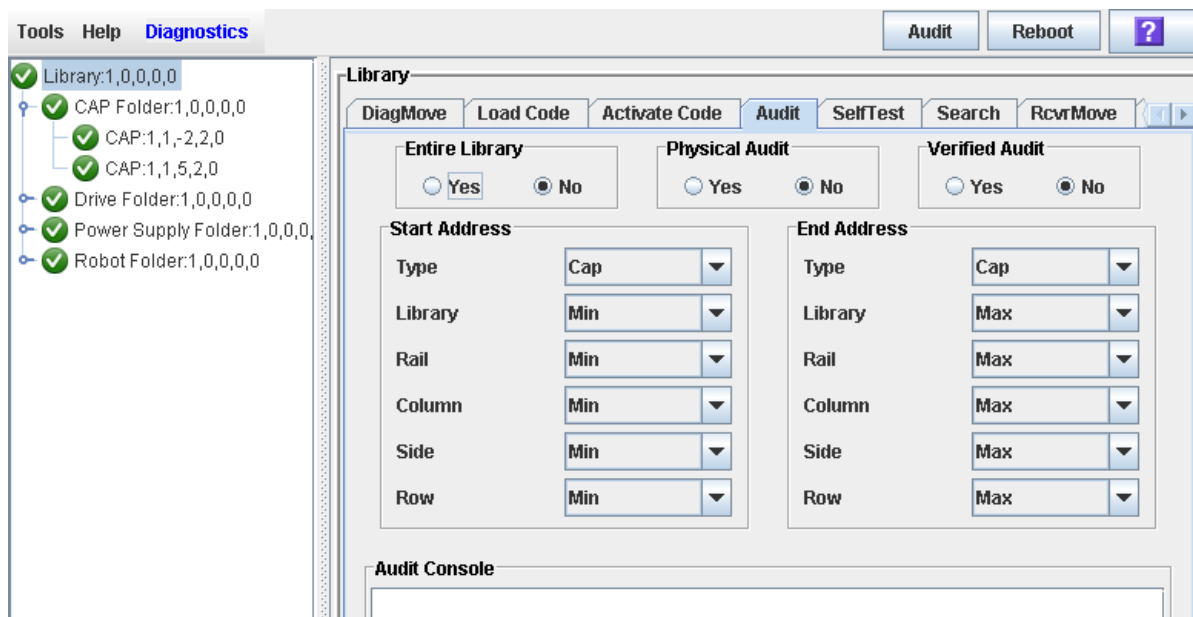 Tools Help Diagnostics Audit Reboot ?
Library:1,0,0,0,0
CAP Folder:1,0,0,0,0
CAP:1,1,-2,2,0
CAP:1,1,5,2,0
Drive Folder:1,0,0,0,0
Power Supply Folder:1,0,0,0,
Robot Folder:1,0,0,0,0
Library
DiagMove Load Code Activate Code Audit SelfTest Search RcvrMove
Entire Library Physical Audit Verified Audit
Yes No Yes No Yes No
Start Address
Type Cap
Library Min
Rail Min
Column Min
Side Min
Row Min
End Address
Type Cap
Library Max
Rail Max
Column Max
Side Max
Row Max
Audit Console